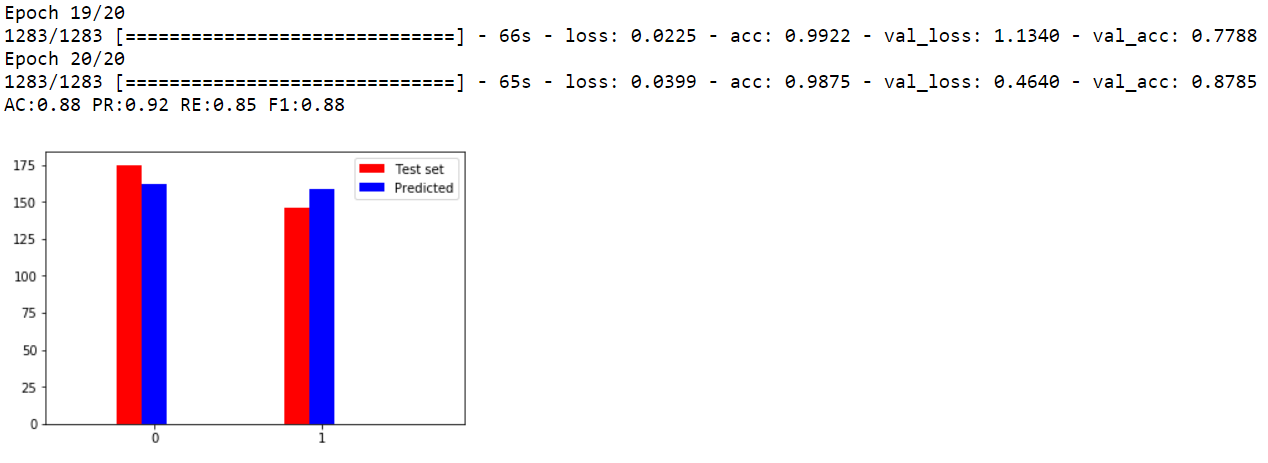 Epoch 19/20
1283/1283 [==============================] - 66s - loss: 0.0225 - acc: 0.9922 - val_loss: 1.1340 - val_acc: 0.7788
Epoch 20/20
1283/1283 [==============================] - 65s - loss: 0.0399 - acc: 0.9875 - val_loss: 0.4640 - val_acc: 0.8785
AC:0.88 PR:0.92 RE:0.85 F1:0.88
Test set
Predicted
175
150
125
100
75
50
25
0
0 1